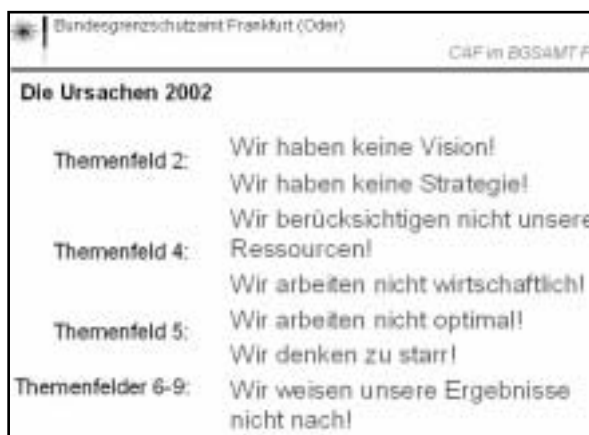 Bundesgrenzschutzamt Frankfurt (Oder)
CAF im BGSAMT F
Die Ursachen 2002
Themenfeld 2:
Wir haben keine Vision!
Wir haben keine Strategie!
Themenfeld 4:
Wir berücksichtigen nicht unsere
Ressourcen!
Wir arbeiten nicht wirtschaftlich!
Themenfeld 5:
Wir arbeiten nicht optimal!
Wir denken zu starr!
Themenfelder 6-9:
Wir weisen unsere Ergebnisse
nicht nach!